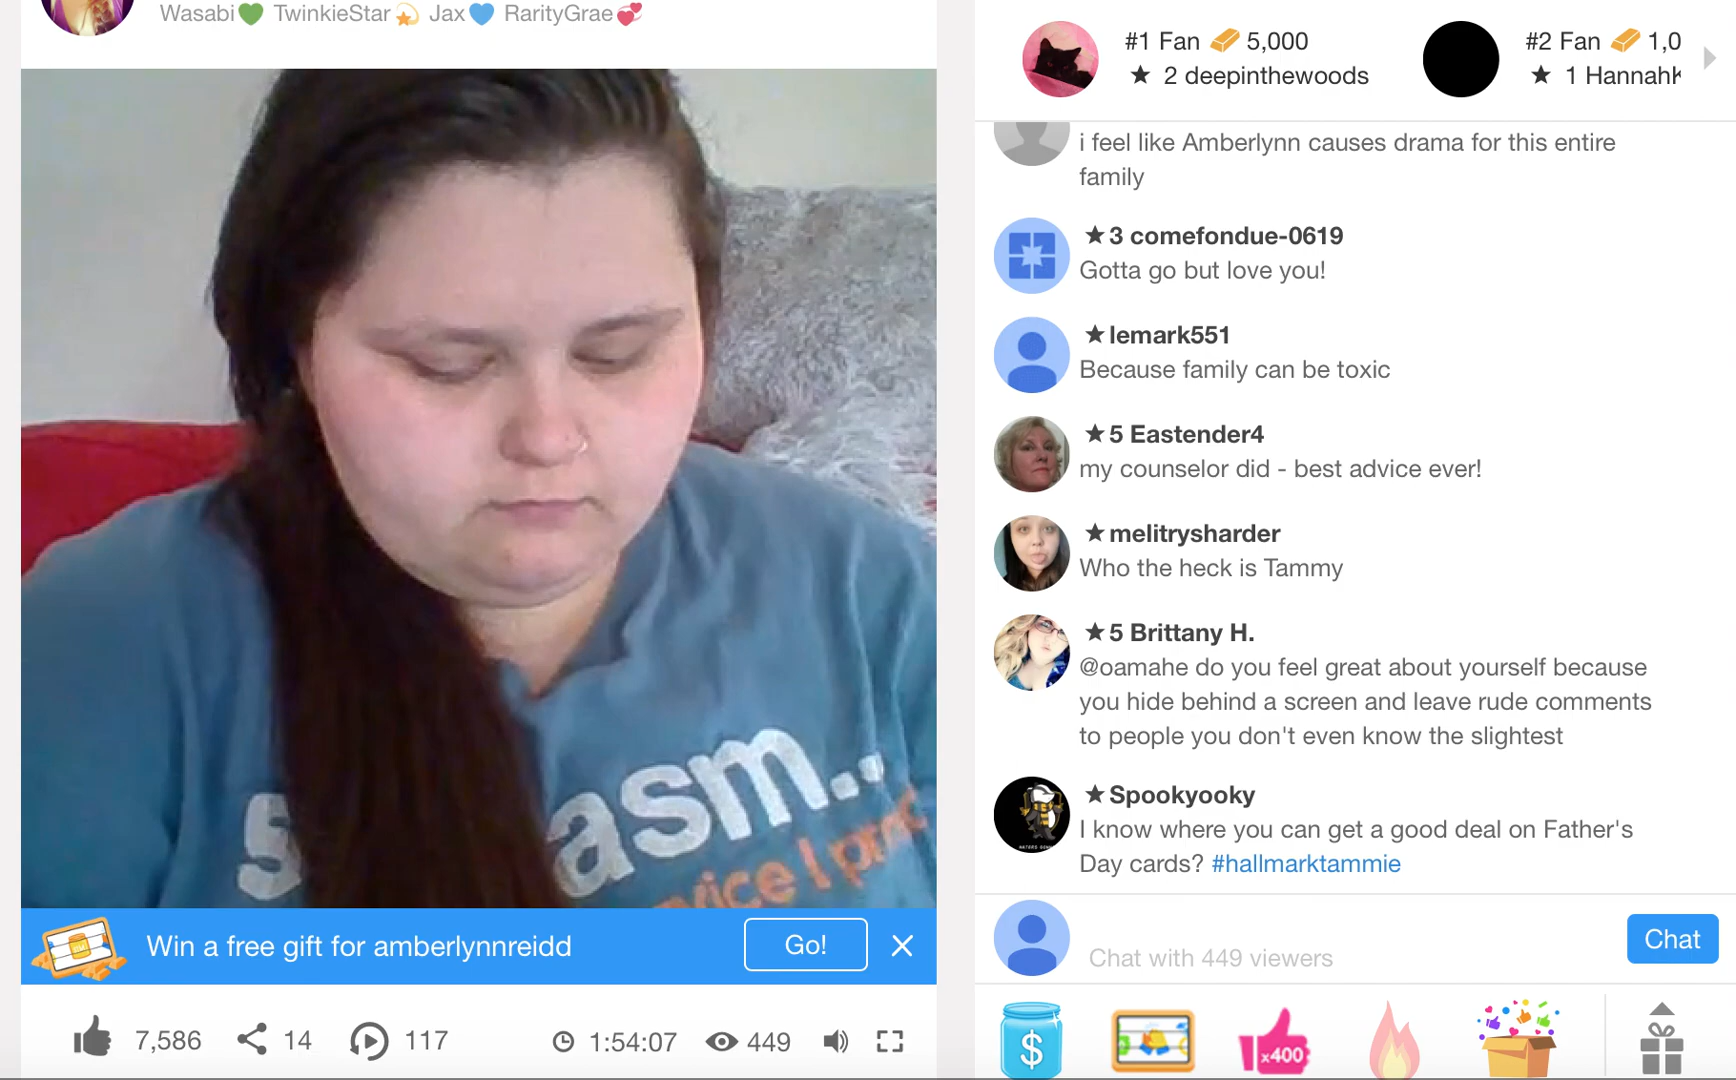 Wasabi💚 TwinkieStar💫 Jax💙 RarityGrae💞
s asm..
vice I pro
Win a free gift for amberlynnreidd
Go!
7,586
14
117
1:54:07
449
#1 Fan 5,000
★ 2 deepinthewoods
#2 Fan 1,0
★ 1 HannahK
i feel like Amberlynn causes drama for this entire
family
★3 comefondue-0619
Gotta go but love you!
★lemark551
Because family can be toxic
★5 Eastender4
my counselor did - best advice ever!
★melitrysharder
Who the heck is Tammy
★5 Brittany H.
@oamahe do you feel great about yourself because
you hide behind a screen and leave rude comments
to people you don't even know the slightest
★Spookyooky
I know where you can get a good deal on Father's
Day cards? #hallmarktammie
Chat with 449 viewers
Chat
$
x400